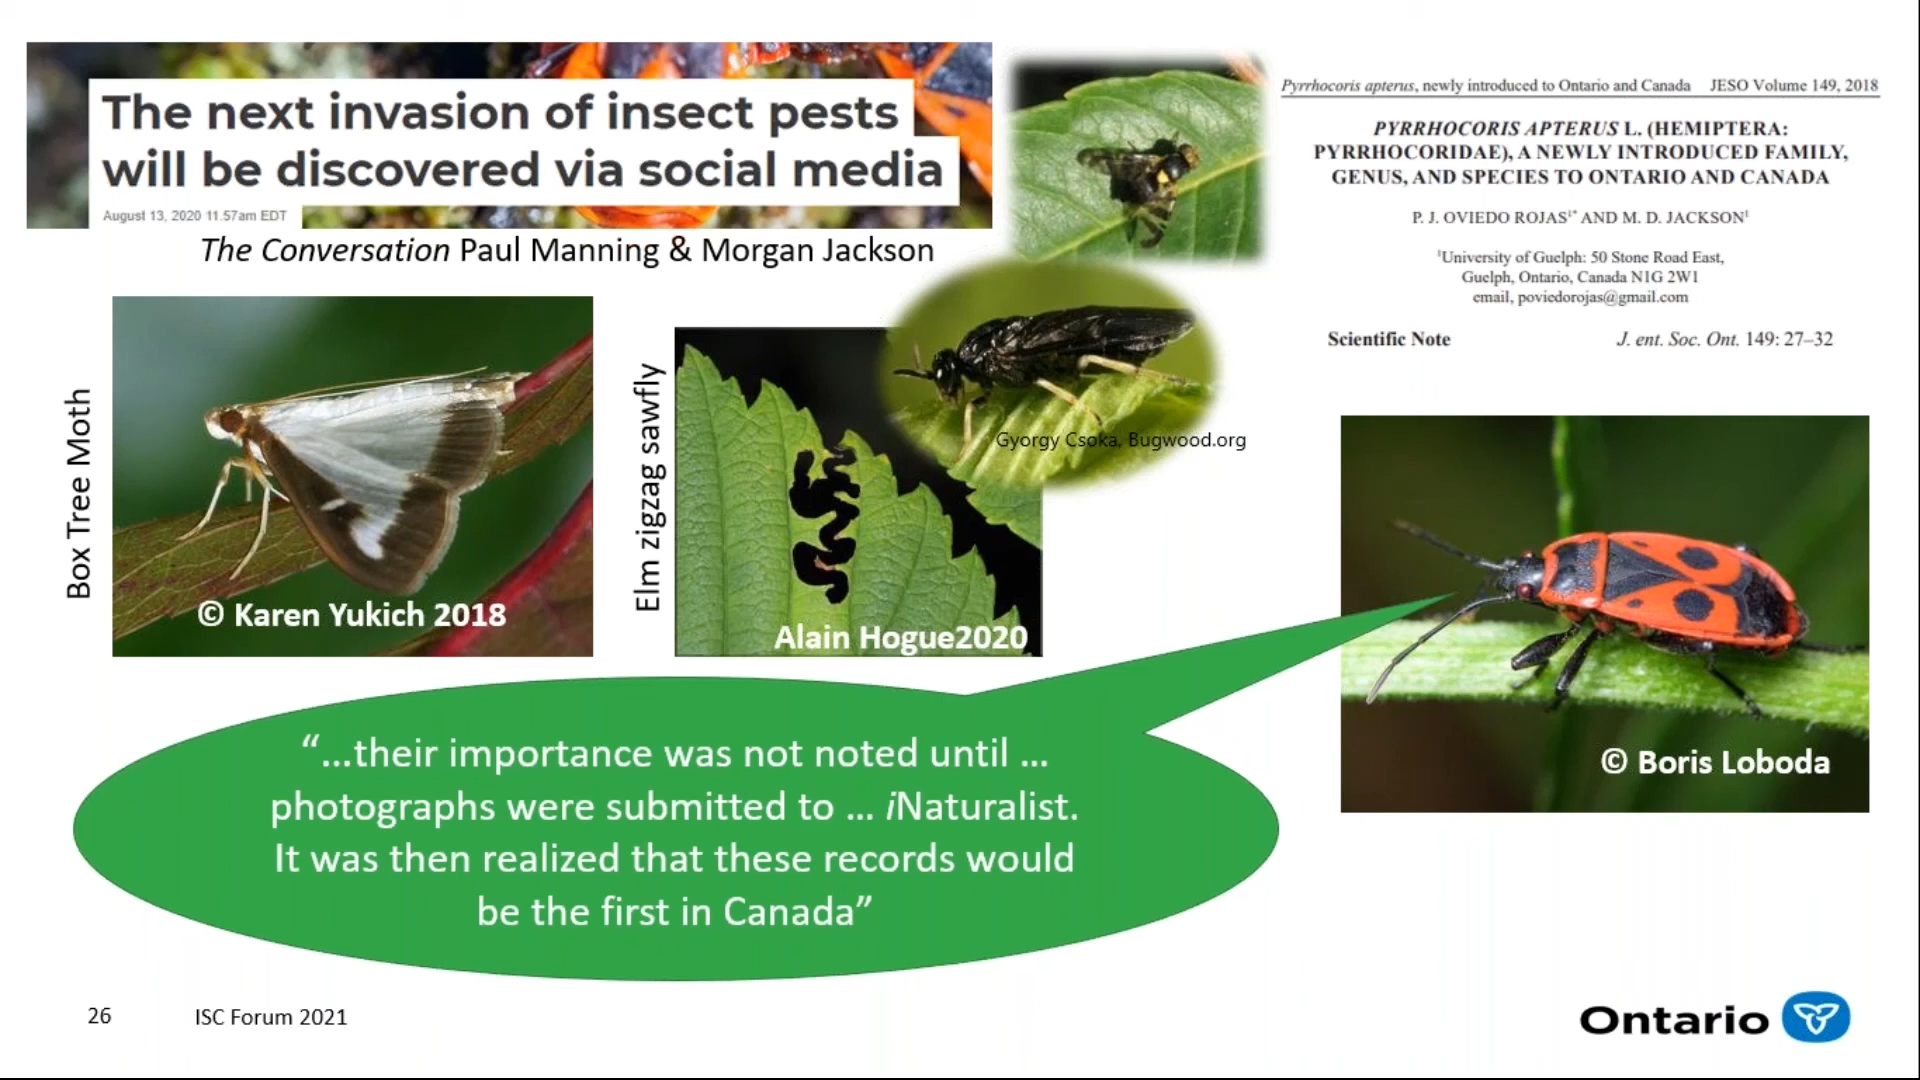 The next invasion of insect pests
will be discovered via social media
August 13, 2020 11.57am EDT
The Conversation Paul Manning & Morgan Jackson
Pyrrhocoris apterus, newly introduced to Ontario and Canada JESO Volume 149, 2018
PYRRHOCORIS APTERUS L. (HEMIPTERA:
PYRRHOCORIDAE), A NEWLY INTRODUCED FAMILY,
GENUS, AND SPECIES TO ONTARIO AND CANADA
P. J. OVIEDO ROJAS¹* AND M. D. JACKSON¹
¹University of Guelph: 50 Stone Road East,
Guelph, Ontario, Canada N1G 2W1
email, poviedorojas@gmail.com
Scientific Note J. ent. Soc. Ont. 149: 27–32
Box Tree Moth
© Karen Yukich 2018
Elm zigzag sawfly
Gyorgy Csoka, Bugwood.org
Alain Hogue2020
© Boris Loboda
“...their importance was not noted until ...
photographs were submitted to ... iNaturalist.
It was then realized that these records would
be the first in Canada”
26 ISC Forum 2021
Ontario